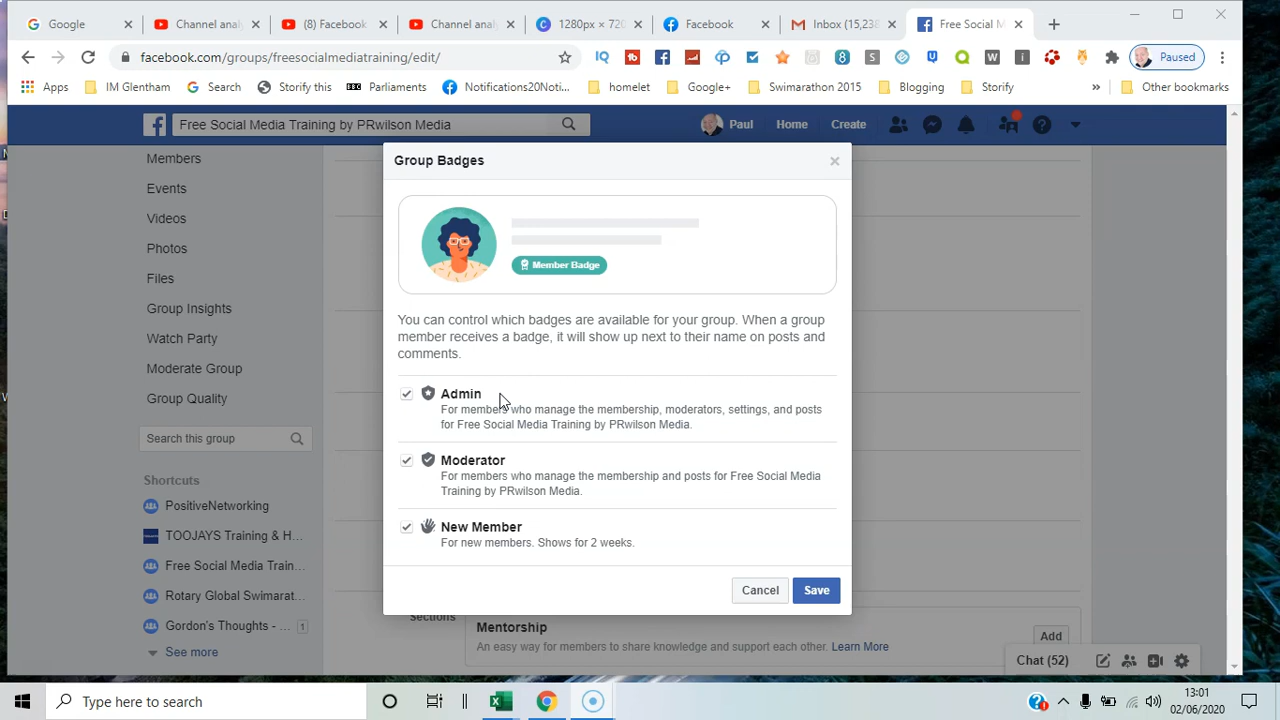 Google
Channel anal
(8) Facebook
Channel anal
1280px × 720
Facebook
Inbox (15,238
Free Social M
facebook.com/groups/freesocialmediatraining/edit/
Paused
Apps
IM Glentham
Search
Storify this
BBC
Parliament
Notifications20Noti...
homelet
Google+
Swimarathon 2015
Blogging
Storify
»
Other bookmarks
Free Social Media Training by PRwilson Media
Paul
Home
Create
Members
Events
Videos
Photos
Files
Group Insights
Watch Party
Moderate Group
Group Quality
Search this group
Shortcuts
PositiveNetworking
TOOJAYS Training & H...
Free Social Media Train...
Rotary Global Swimarat...
Gordon's Thoughts - ...
1
See more
Group Badges
Member Badge
You can control which badges are available for your group. When a group
member receives a badge, it will show up next to their name on posts and
comments.
Admin
For members who manage the membership, moderators, settings, and posts
for Free Social Media Training by PRwilson Media.
Moderator
For members who manage the membership and posts for Free Social Media
Training by PRwilson Media.
New Member
For new members. Shows for 2 weeks.
Cancel
Save
Sections
Mentorship
Add
An easy way for members to share knowledge and support each other. Learn More
Chat (52)
Type here to search
13:01
02/06/2020